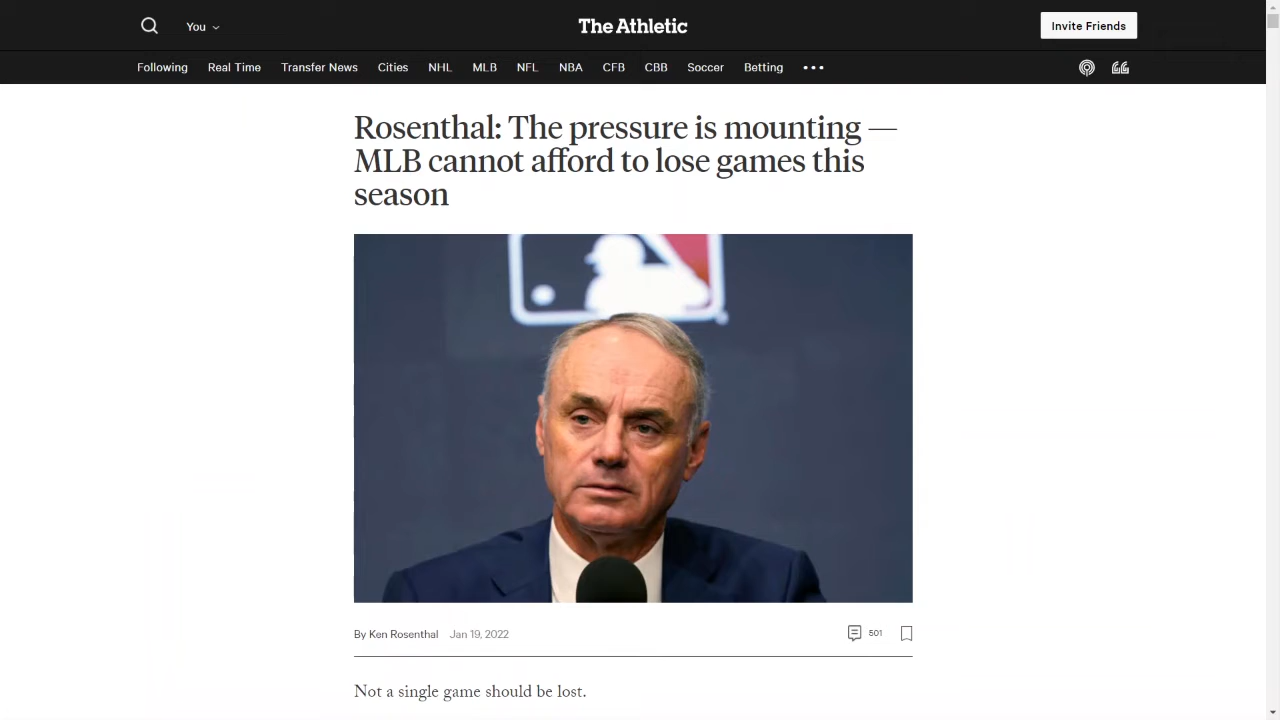 You
The Athletic
Invite Friends
Following Real Time Transfer News Cities NHL MLB NFL NBA CFB CBB Soccer Betting
Rosenthal: The pressure is mounting —
MLB cannot afford to lose games this
season
By Ken Rosenthal Jan 19, 2022
501
Not a single game should be lost.